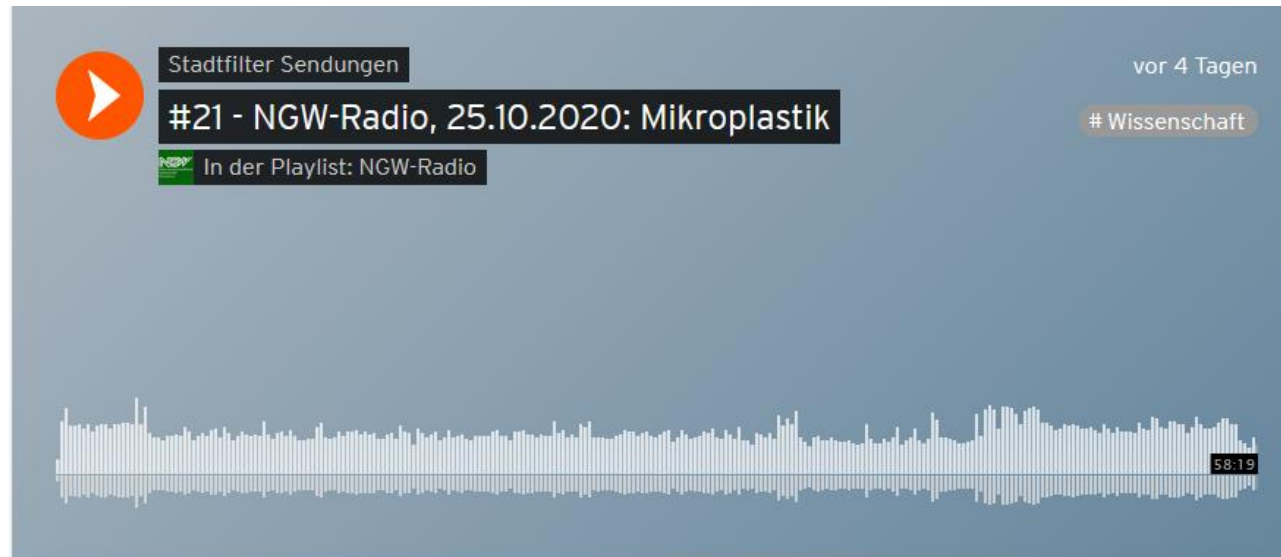 Stadtfilter Sendungen
vor 4 Tagen
#21 - NGW-Radio, 25.10.2020: Mikroplastik
# Wissenschaft
NGW
In der Playlist: NGW-Radio
58:19